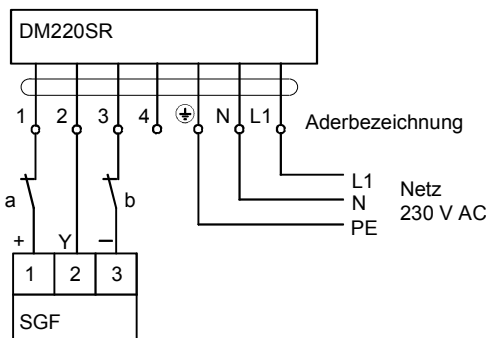 DM220SR
1 2 3 4 N L1 Aderbezeichnung
L1 Netz
a b N 230 V AC
PE
+ Y –
1 2 3
SGF